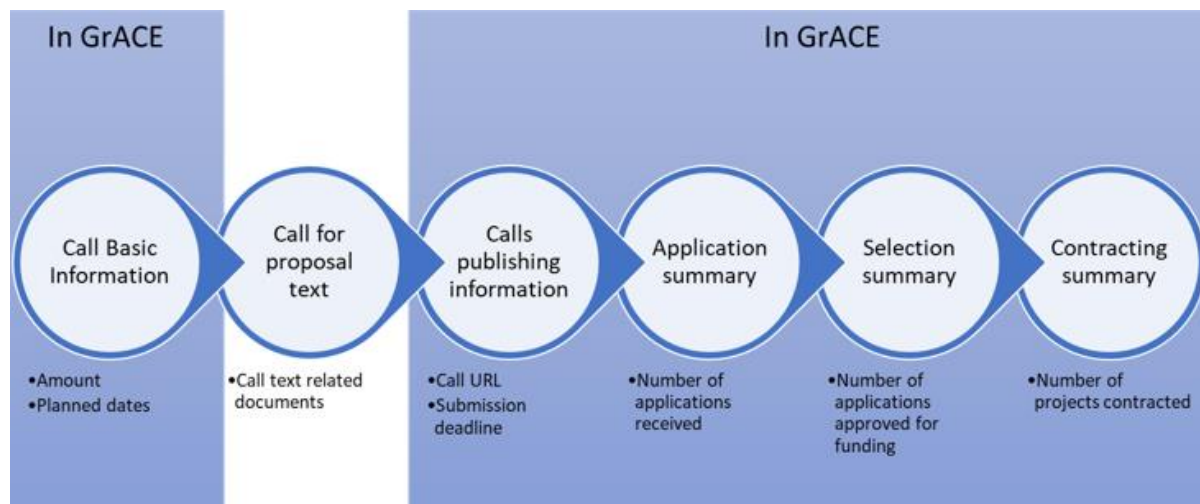 In GrACE
In GrACE
Call Basic
Information
Call for
proposal
text
Calls
publishing
information
Application
summary
Selection
summary
Contracting
summary
•Amount
•Planned dates
•Call text related
documents
•Call URL
•Submission
deadline
•Number of
applications
received
•Number of
applications
approved for
funding
•Number of
projects contracted